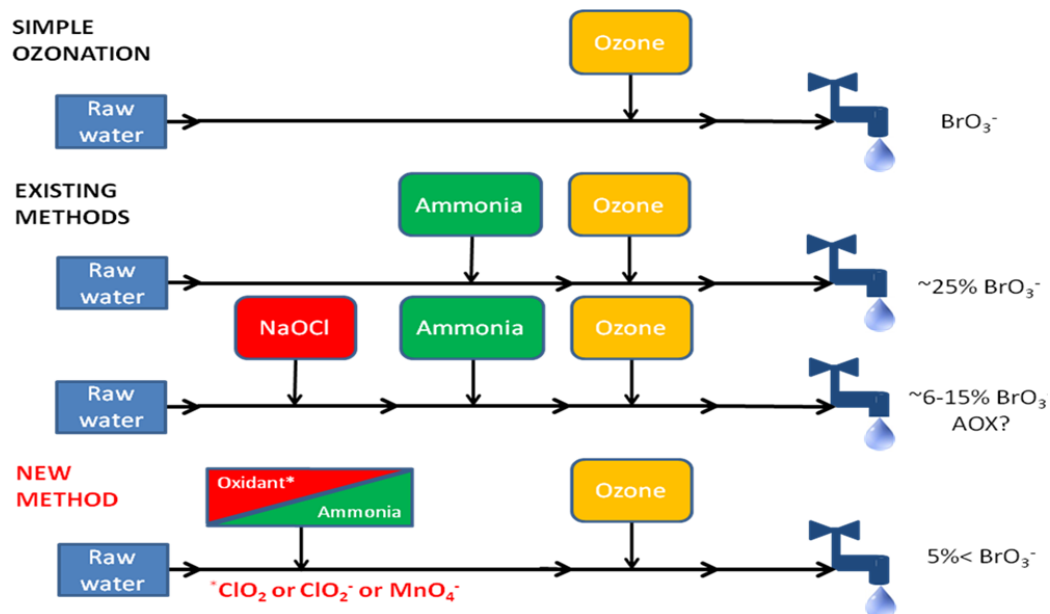 SIMPLE
OZONATION
Ozone
Raw
water
BrO₃⁻
EXISTING
METHODS
Ammonia
Ozone
Raw
water
~25% BrO₃⁻
NaOCl
Ammonia
Ozone
Raw
water
~6-15% BrO₃⁻
AOX?
NEW
METHOD
Oxidant*
Ammonia
Ozone
Raw
water
5%< BrO₃⁻
*ClO₂ or ClO₂⁻ or MnO₄⁻